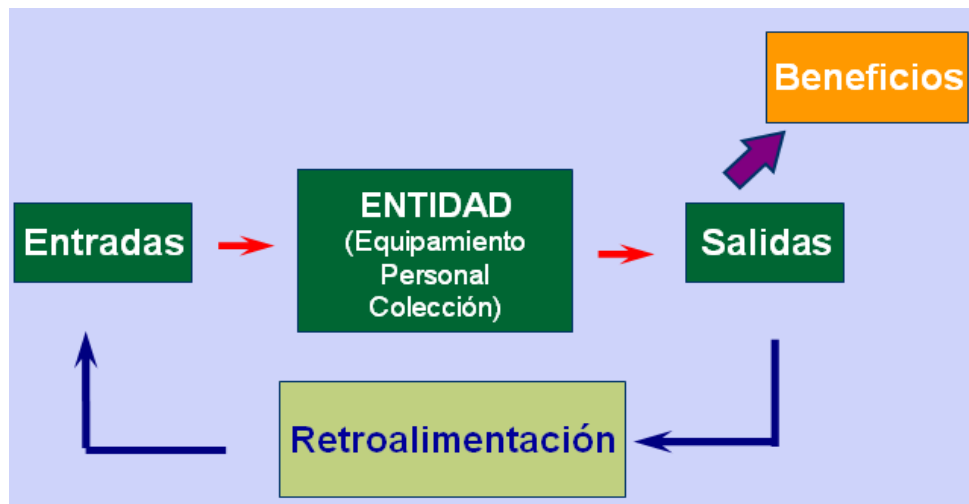 Beneficios
Entradas
ENTIDAD
(Equipamiento
Personal
Colección)
Salidas
Retroalimentación